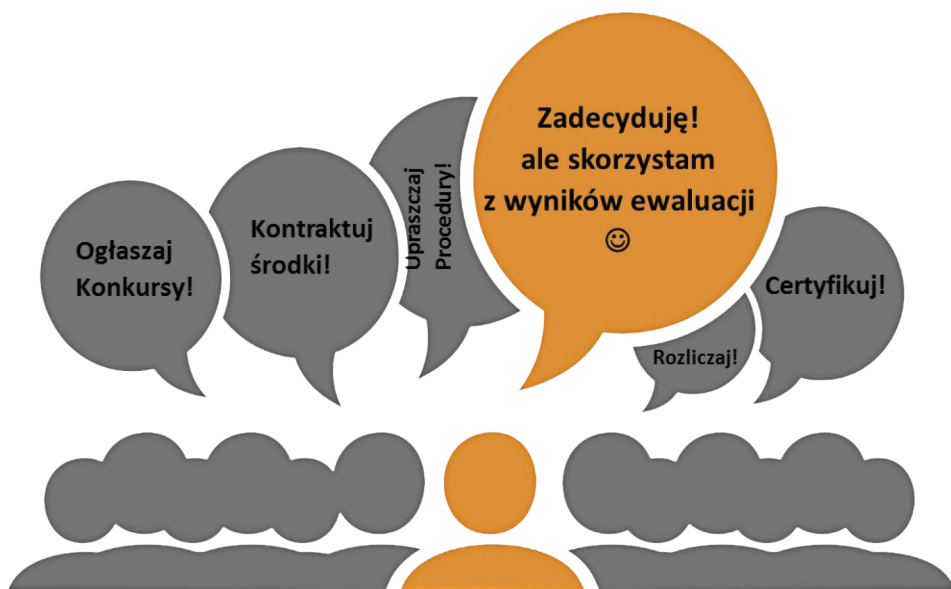 Ogłaszaj
Konkursy!
Kontraktuj
środki!
Upraszczaj
Procedury!
Zadecyduję!
ale skorzystam
z wyników ewaluacji
☺
Rozliczaj!
Certyfikuj!